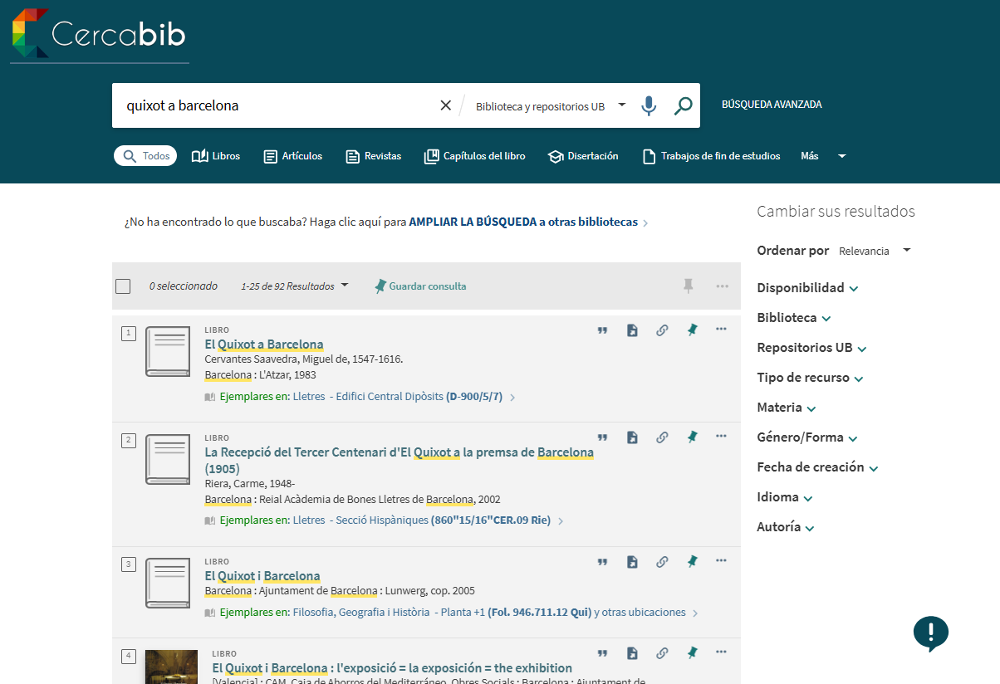 Cercabib
quixot a barcelona
Biblioteca y repositorios UB
BÚSQUEDA AVANZADA
Todos
Libros
Artículos
Revistas
Capítulos del libro
Disertación
Trabajos de fin de estudios
Más
¿No ha encontrado lo que buscaba? Haga clic aquí para AMPLIAR LA BÚSQUEDA a otras bibliotecas
0 seleccionado
1-25 de 92 Resultados
Guardar consulta
1
LIBRO
El Quixot a Barcelona
Cervantes Saavedra, Miguel de, 1547-1616.
Barcelona : L'Atzar, 1983
Ejemplares en: Lletres - Edifici Central Dipòsits (D-900/5/7)
2
LIBRO
La Recepció del Tercer Centenari d'El Quixot a la premsa de Barcelona
(1905)
Riera, Carme, 1948-
Barcelona : Reial Acàdemia de Bones Lletres de Barcelona, 2002
Ejemplares en: Lletres - Secció Hispàniques (860"15/16"CER.09 Rie)
3
LIBRO
El Quixot i Barcelona
Barcelona : Ajuntament de Barcelona : Lunwerg, cop. 2005
Ejemplares en: Filosofia, Geografia i Història - Planta +1 (Fol. 946.711.12 Qui) y otras ubicaciones
4
LIBRO
El Quixot i Barcelona : l'exposició = la exposición = the exhibition
[Valencia] : CAM, Caja de Ahorros del Mediterráneo, Obres Socials : Barcelona : Ajuntament de
Cambiar sus resultados
Ordenar por Relevancia
Disponibilidad
Biblioteca
Repositorios UB
Tipo de recurso
Materia
Género/Forma
Fecha de creación
Idioma
Autoría